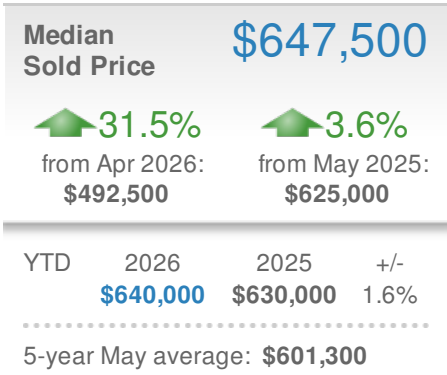 Median
Sold Price
$647,500
31.5%
from Apr 2026:
$492,500
3.6%
from May 2025:
$625,000
YTD 2026 2025 +/-
$640,000 $630,000 1.6%
5-year May average: $601,300